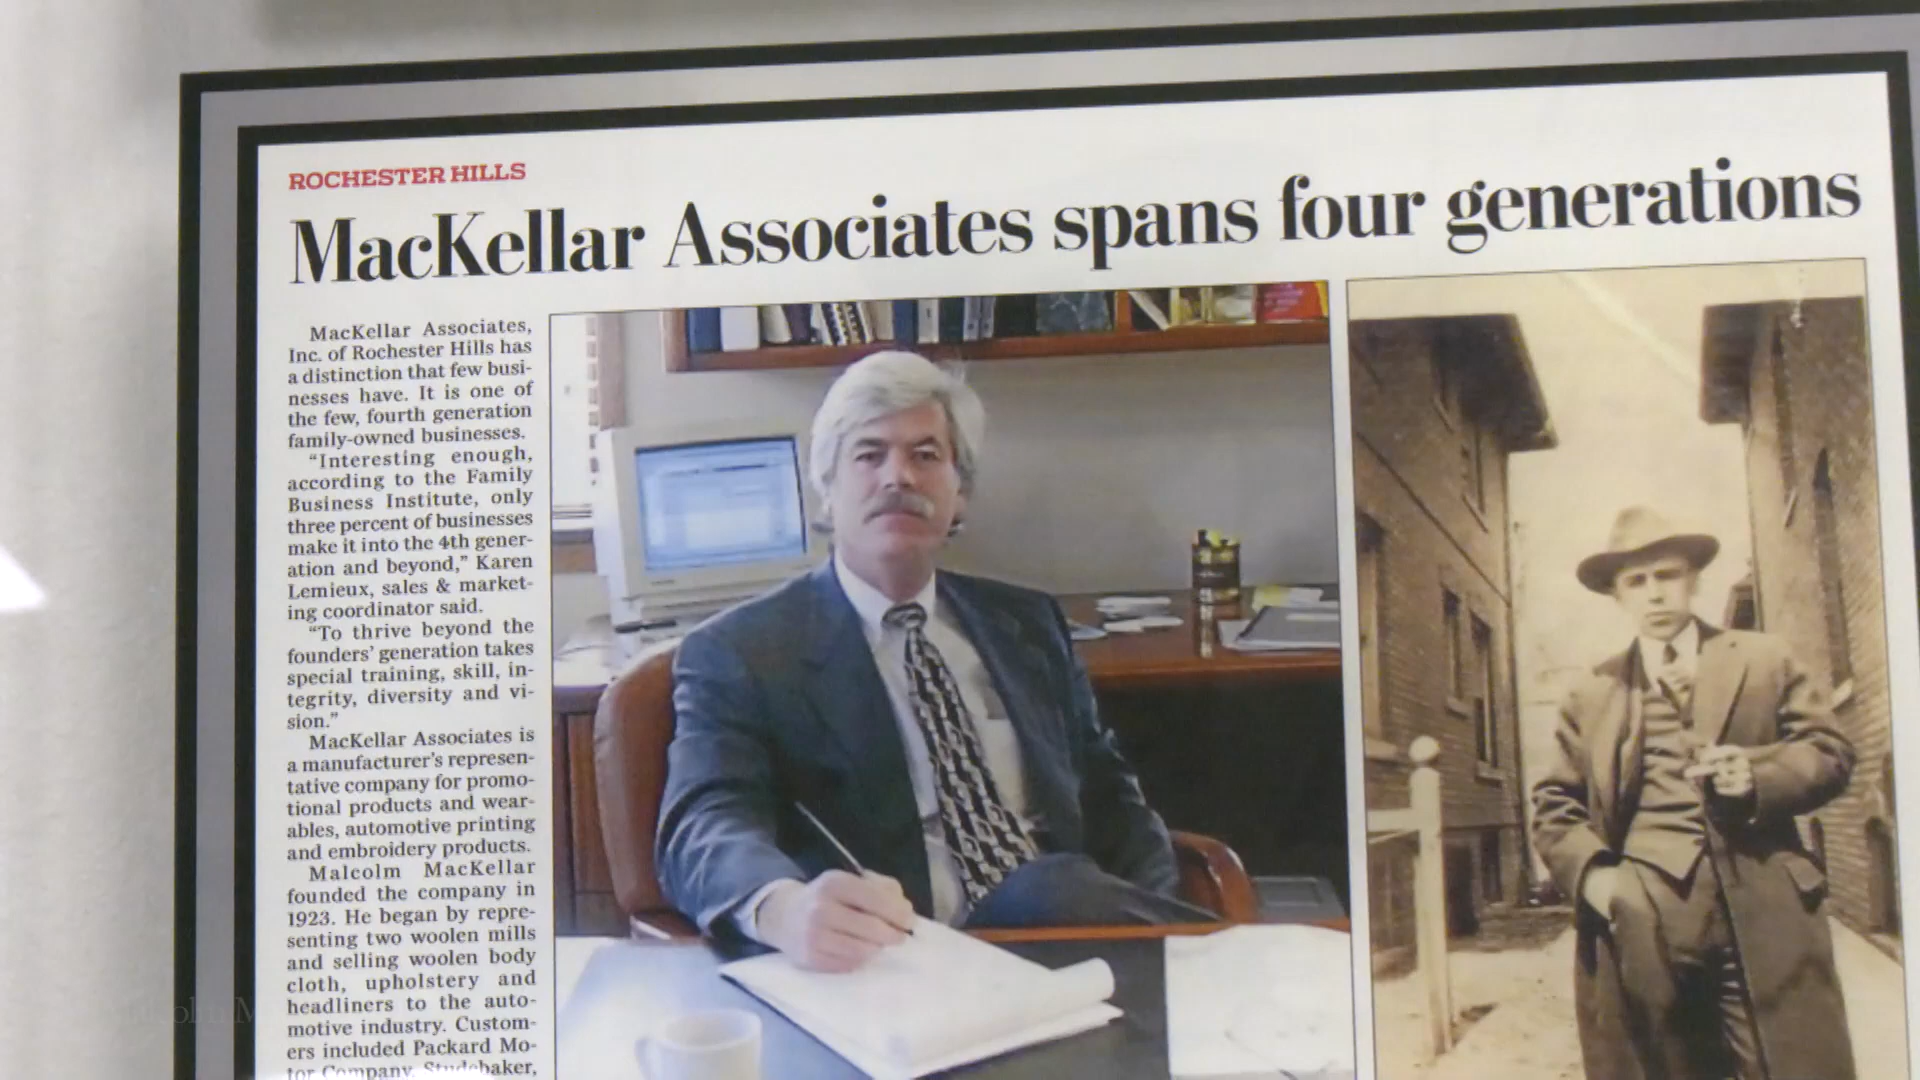 ROCHESTER HILLS
MacKellar Associates spans four generations
MacKellar Associates,
Inc. of Rochester Hills has
a distinction that few busi-
nesses have. It is one of
the few, fourth generation
family-owned businesses.
“Interesting enough,
according to the Family
Business Institute, only
three percent of businesses
make it into the 4th gener-
ation and beyond,” Karen
Lemieux, sales & market-
ing coordinator said.
“To thrive beyond the
founders’ generation takes
special training, skill, in-
tegrity, diversity and vi-
sion.”
MacKellar Associates is
a manufacturer’s represen-
tative company for promo-
tional products and wear-
ables, automotive printing
and embroidery products.
Malcolm MacKellar
founded the company in
1923. He began by repre-
senting two woolen mills
and selling woolen body
cloth, upholstery and
headliners to the auto-
motive industry. Custom-
ers included Packard Mo-
tor Company, Studebaker,